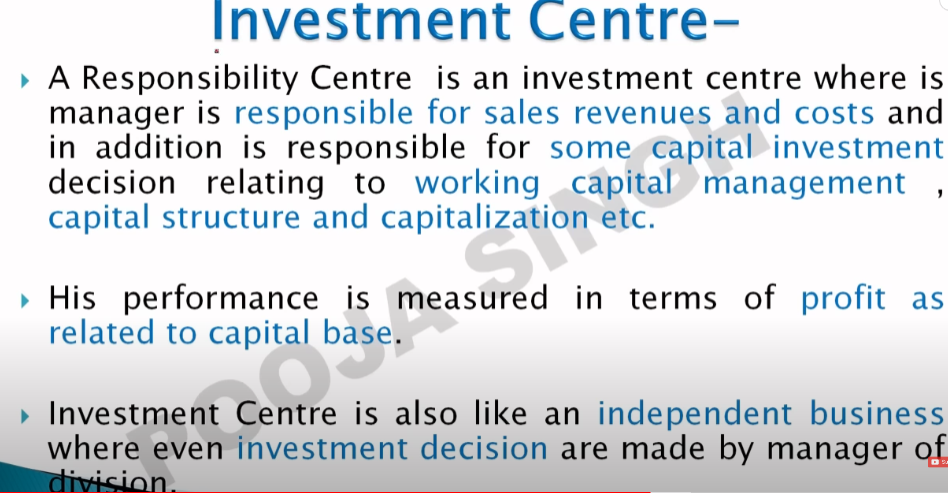 Investment Centre–
A Responsibility Centre is an investment centre where is
manager is responsible for sales revenues and costs and
in addition is responsible for some capital investment
decision relating to working capital management ,
capital structure and capitalization etc.
His performance is measured in terms of profit as
related to capital base.
Investment Centre is also like an independent business
where even investment decision are made by manager of
division.
POOJA SINGH